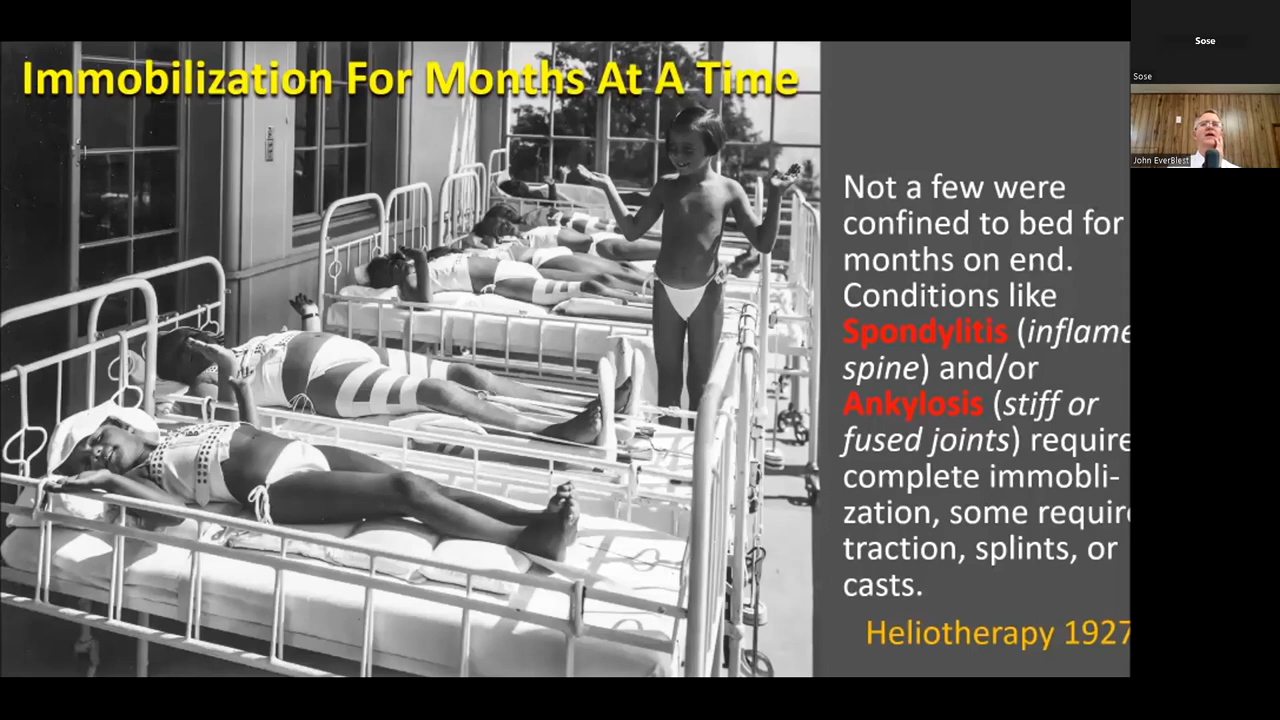 Immobilization For Months At A Time
Not a few were
confined to bed for
months on end.
Conditions like
Spondylitis (inflame
spine) and/or
Ankylosis (stiff or
fused joints) require
complete immobli-
zation, some require
traction, splints, or
casts.
Heliotherapy 1927
Sose
Sose
John EverBlest